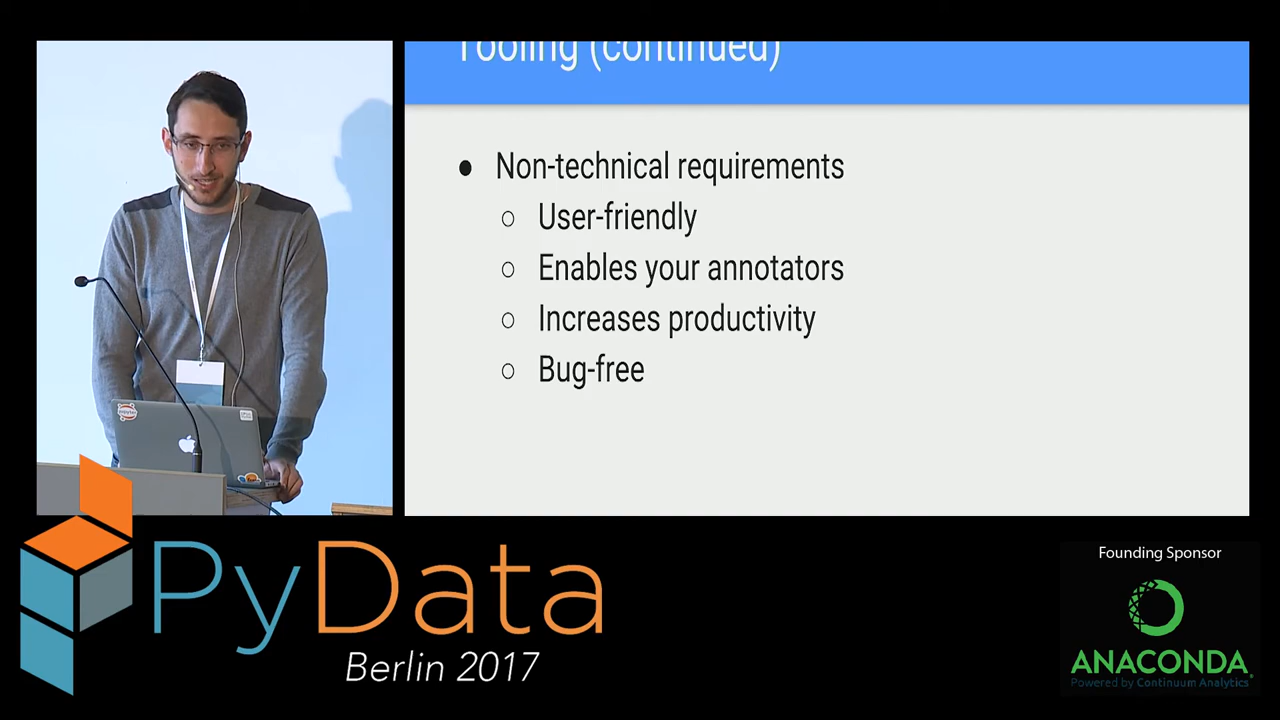 Tooling (continued)
● Non-technical requirements
○ User-friendly
○ Enables your annotators
○ Increases productivity
○ Bug-free
PyData
Berlin 2017
Founding Sponsor
ANACONDA
Powered by Continuum Analytics